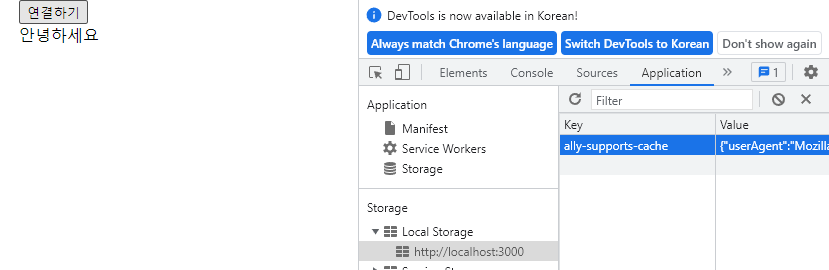 연결하기
안녕하세요
DevTools is now available in Korean!
Always match Chrome's language Switch DevTools to Korean Don't show again
Elements Console Sources Application » 1
Application
Manifest
Service Workers
Storage
Storage
Local Storage
http://localhost:3000
Filter
Key Value
ally-supports-cache {"userAgent":"Mozilla